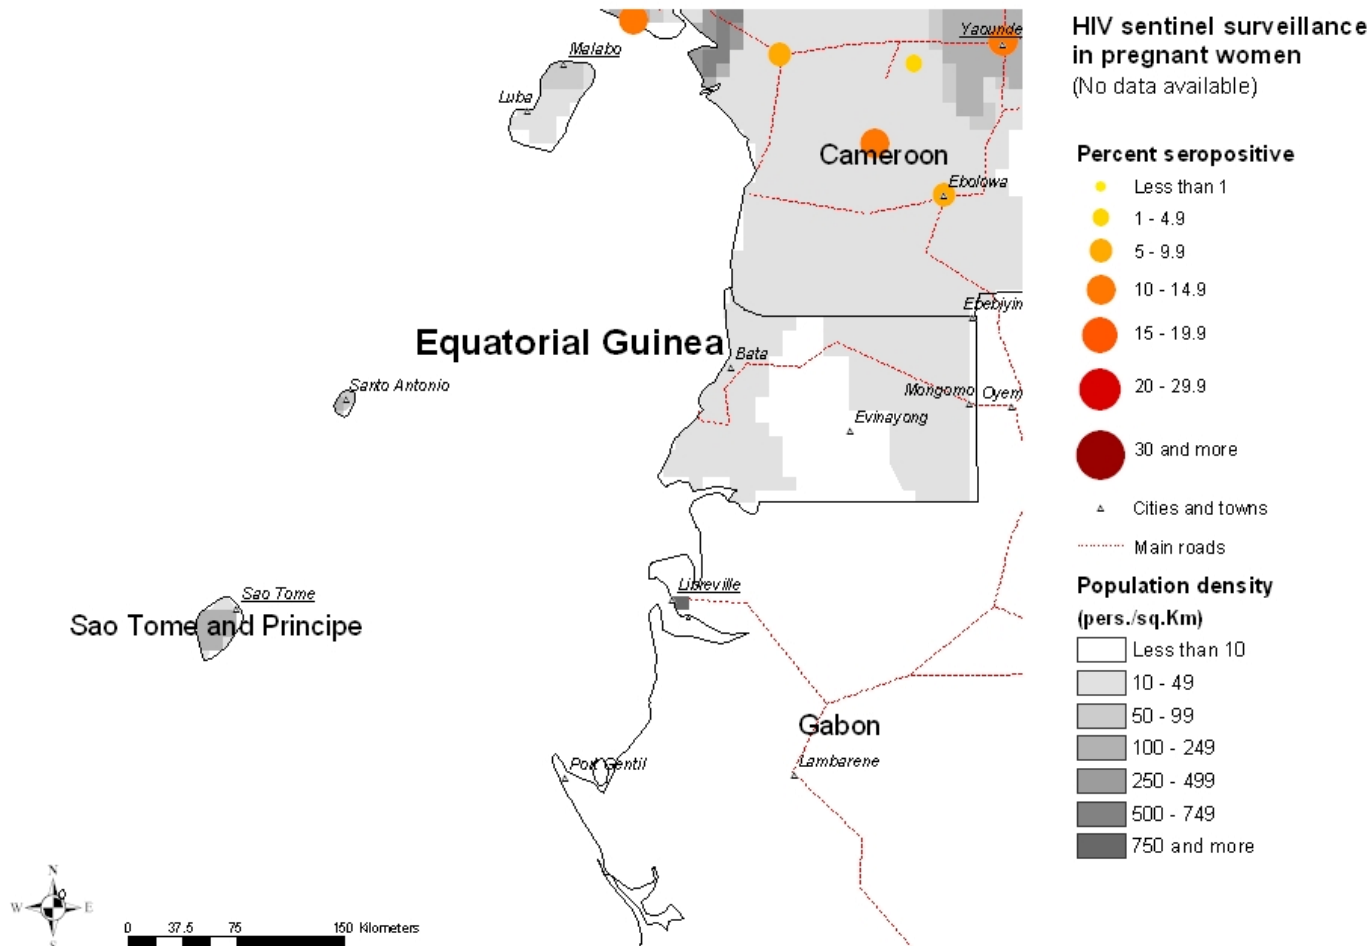 HIV sentinel surveillance
in pregnant women
(No data available)
Yaounde
Malabo
Luba
Cameroon
Ebolowa
Ebebiyin
Equatorial Guinea
Bata
Santo Antonio
Mongomo
Oyem
Evinayong
Libreville
Sao Tome
Sao Tome and Principe
Gabon
Port Gentil
Lambarene
Percent seropositive
Less than 1
1 - 4.9
5 - 9.9
10 - 14.9
15 - 19.9
20 - 29.9
30 and more
Cities and towns
Main roads
Population density
(pers./sq.Km)
Less than 10
10 - 49
50 - 99
100 - 249
250 - 499
500 - 749
750 and more
N
W E
S
0 37.5 75 150 Kilometers